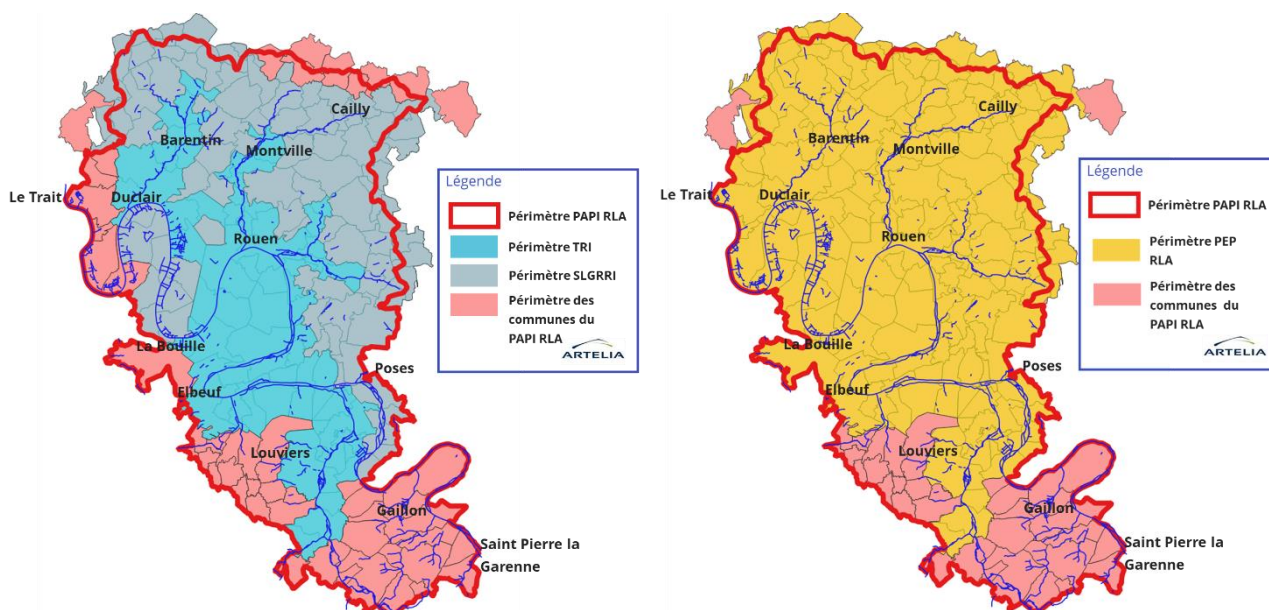 Cailly
Barentin
Montville
Le Trait
Duclair
Rouen
La Bouille
Poses
Elbeuf
Louviers
Gaillon
Saint Pierre la
Garenne
Légende
Périmètre PAPI RLA
Périmètre TRI
Périmètre SLGRRI
Périmètre des
communes du
PAPI RLA
ARTELIA
Cailly
Barentin
Montville
Le Trait
Duclair
Rouen
La Bouille
Poses
Elbeuf
Louviers
Gaillon
Saint Pierre la
Garenne
Légende
Périmètre PAPI RLA
Périmètre PEP
RLA
Périmètre des
communes du
PAPI RLA
ARTELIA